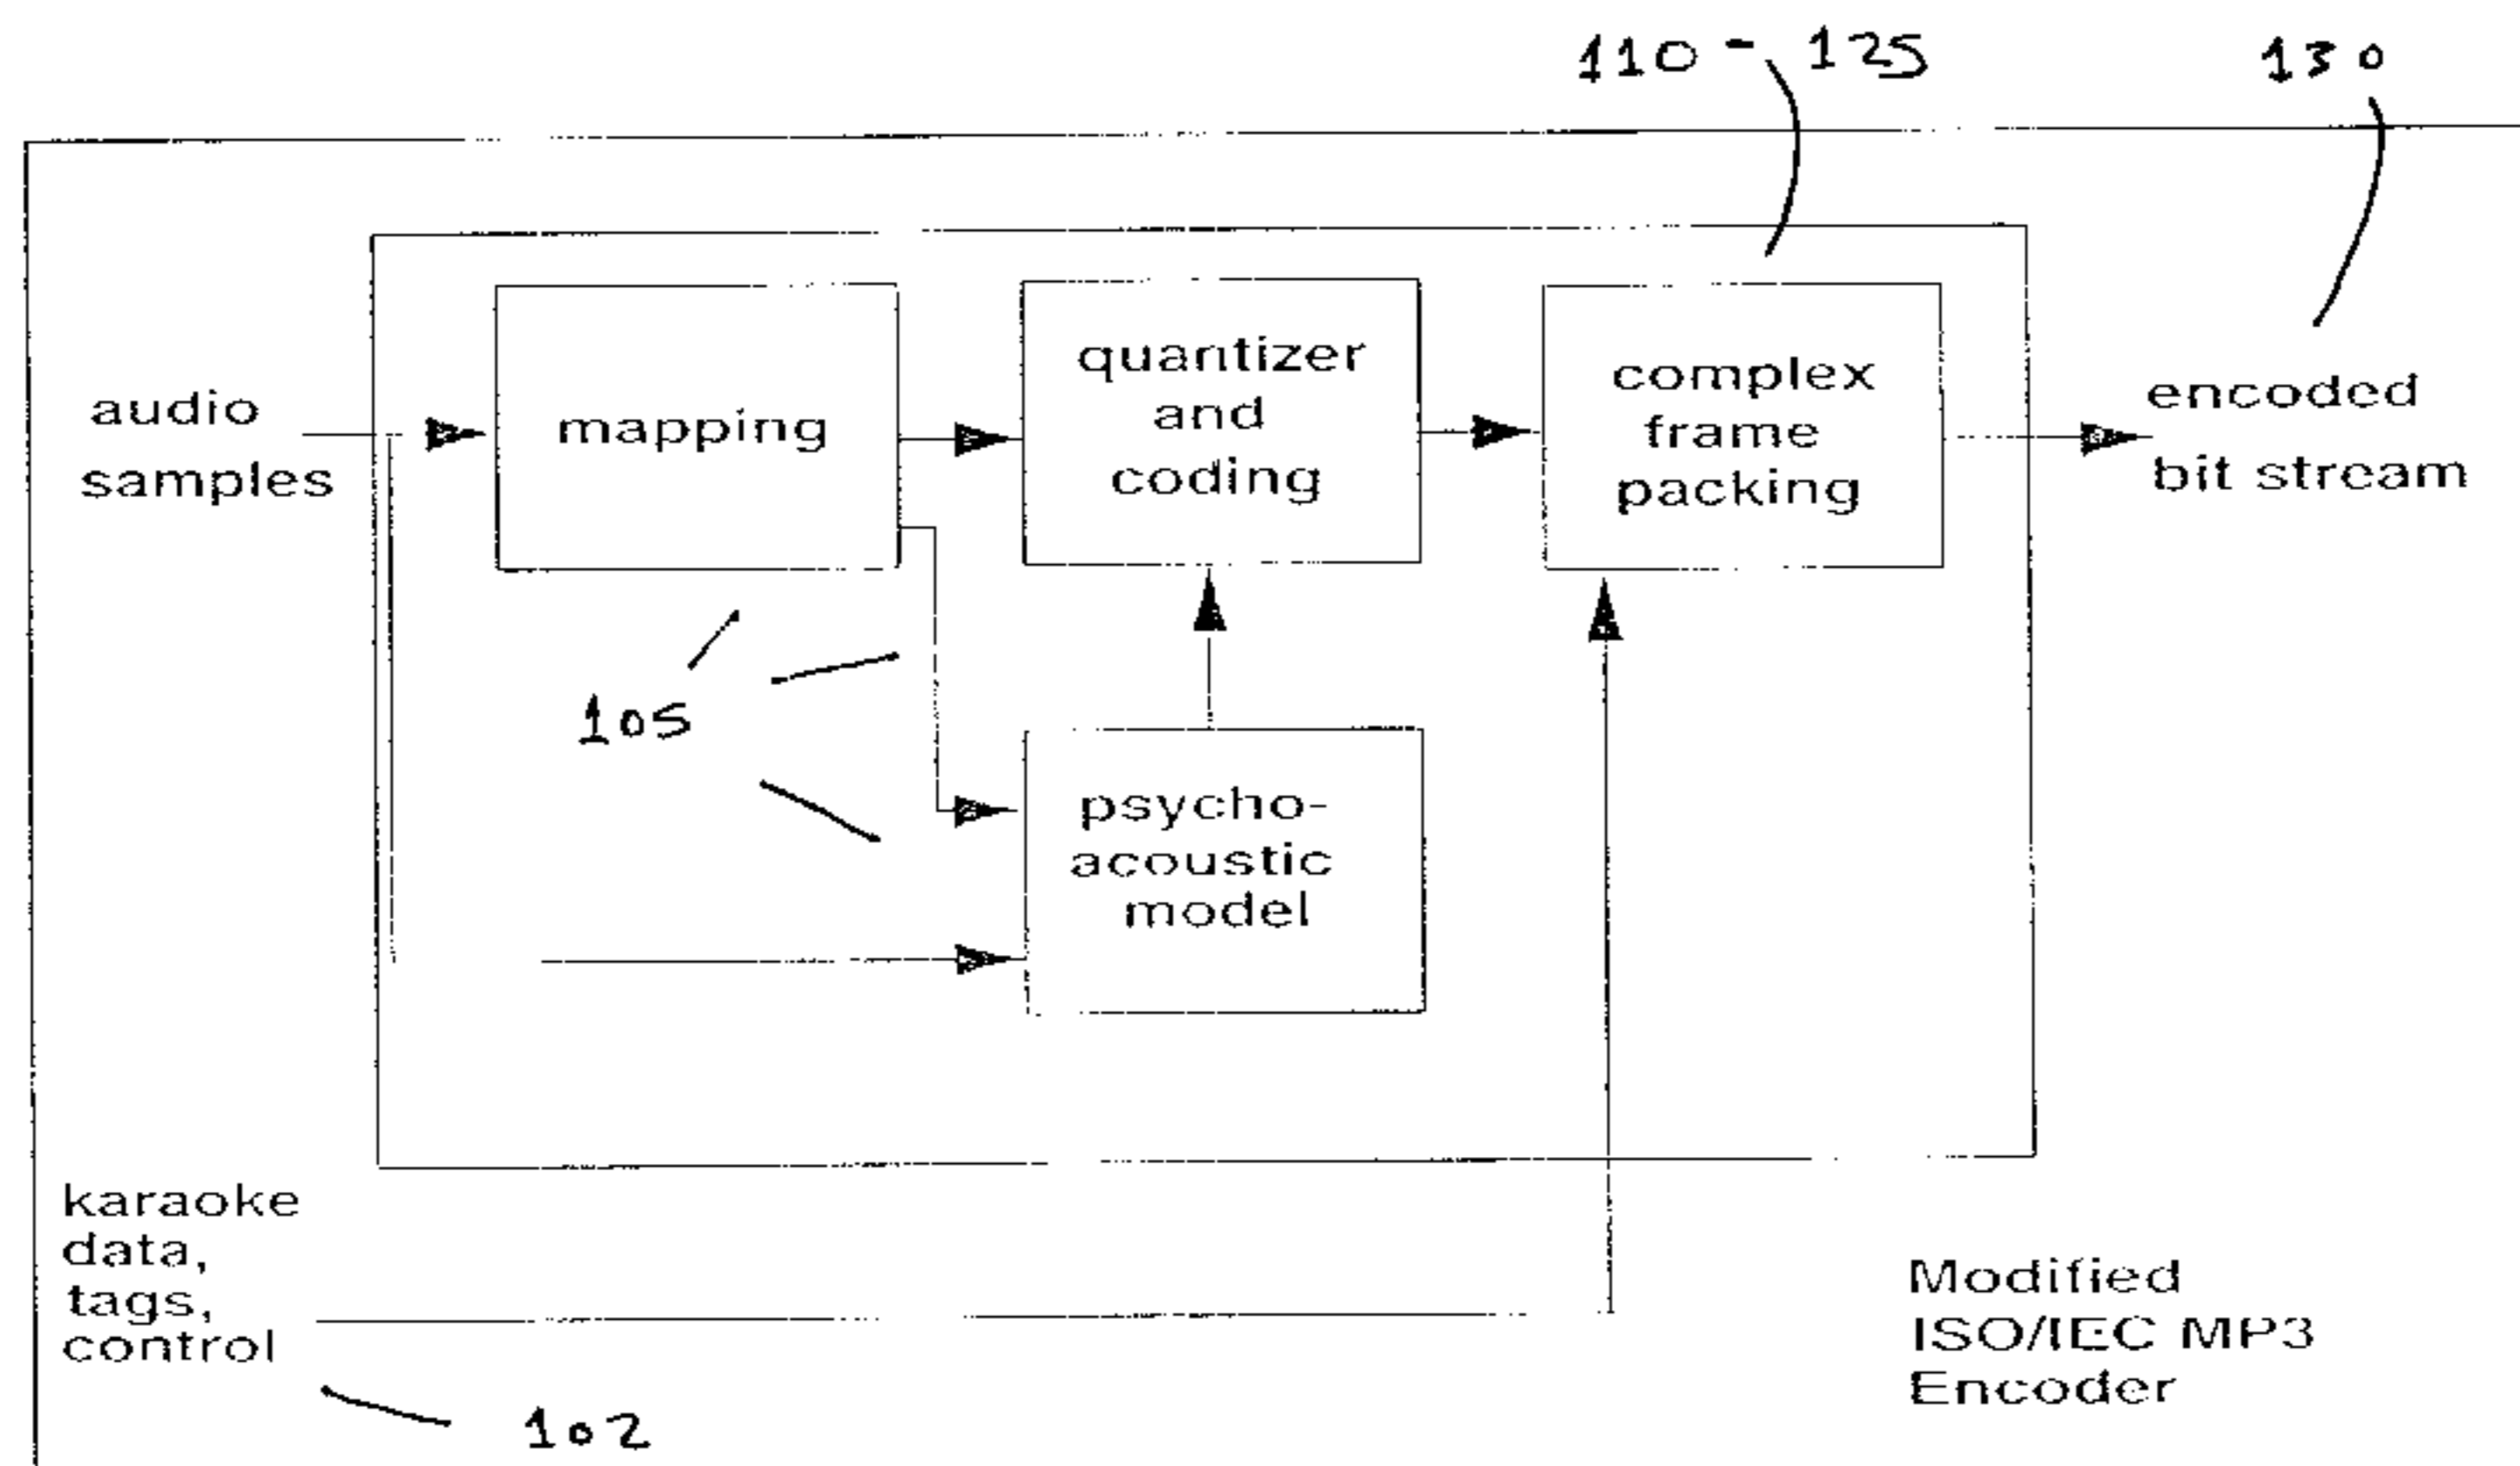 110 - 125
130
audio
samples
mapping
quantizer
and
coding
complex
frame
packing
encoded
bit stream
105
psycho-
acoustic
model
karaoke
data,
tags,
control
102
Modified
ISO/IEC MP3
Encoder